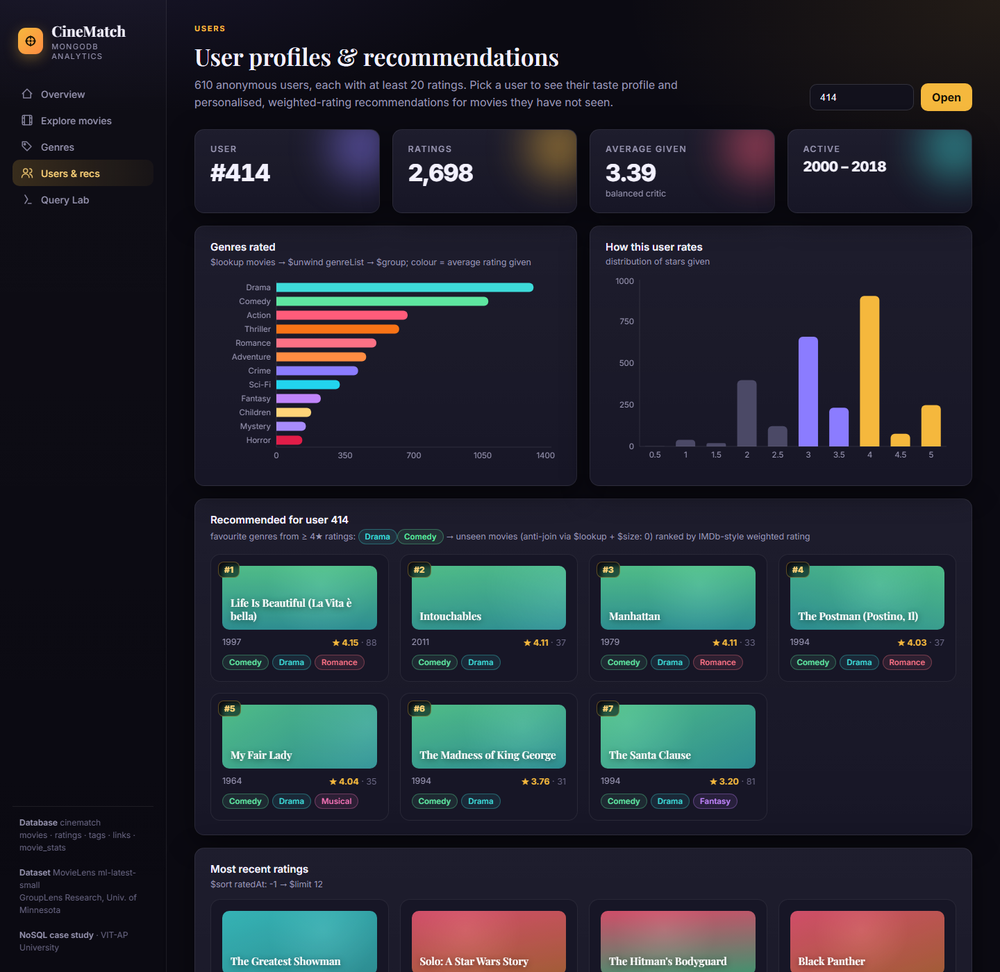 CineMatch
MONGODB
ANALYTICS
Overview
Explore movies
Genres
Users & recs
Query Lab
Database cinematch
movies · ratings · tags · links ·
movie_stats
Dataset MovieLens ml-latest-
small
GroupLens Research, Univ. of
Minnesota
NoSQL case study · VIT-AP
University
USERS
User profiles & recommendations
610 anonymous users, each with at least 20 ratings. Pick a user to see their taste profile and
personalised, weighted-rating recommendations for movies they have not seen.
414
Open
USER
#414
RATINGS
2,698
AVERAGE GIVEN
3.39
balanced critic
ACTIVE
2000 – 2018
Genres rated
$lookup movies → $unwind genreList → $group; colour = average rating given
Drama
Comedy
Action
Thriller
Romance
Adventure
Crime
Sci-Fi
Fantasy
Children
Mystery
Horror
0 350 700 1050 1400
How this user rates
distribution of stars given
1000
750
500
250
0
0.5 1 1.5 2 2.5 3 3.5 4 4.5 5
Recommended for user 414
favourite genres from ≥ 4★ ratings: Drama Comedy → unseen movies (anti-join via $lookup + $size: 0) ranked by IMDb-style weighted rating
#1
Life Is Beautiful (La Vita è
bella)
1997 ★ 4.15 · 88
Comedy Drama Romance
#2
Intouchables
2011 ★ 4.11 · 37
Comedy Drama
#3
Manhattan
1979 ★ 4.11 · 33
Comedy Drama Romance
#4
The Postman (Postino, Il)
1994 ★ 4.03 · 37
Comedy Drama Romance
#5
My Fair Lady
1964 ★ 4.04 · 35
Comedy Drama Musical
#6
The Madness of King George
1994 ★ 3.76 · 31
Comedy Drama
#7
The Santa Clause
1994 ★ 3.20 · 81
Comedy Drama Fantasy
Most recent ratings
$sort ratedAt: -1 → $limit 12
The Greatest Showman
Solo: A Star Wars Story
The Hitman's Bodyguard
Black Panther